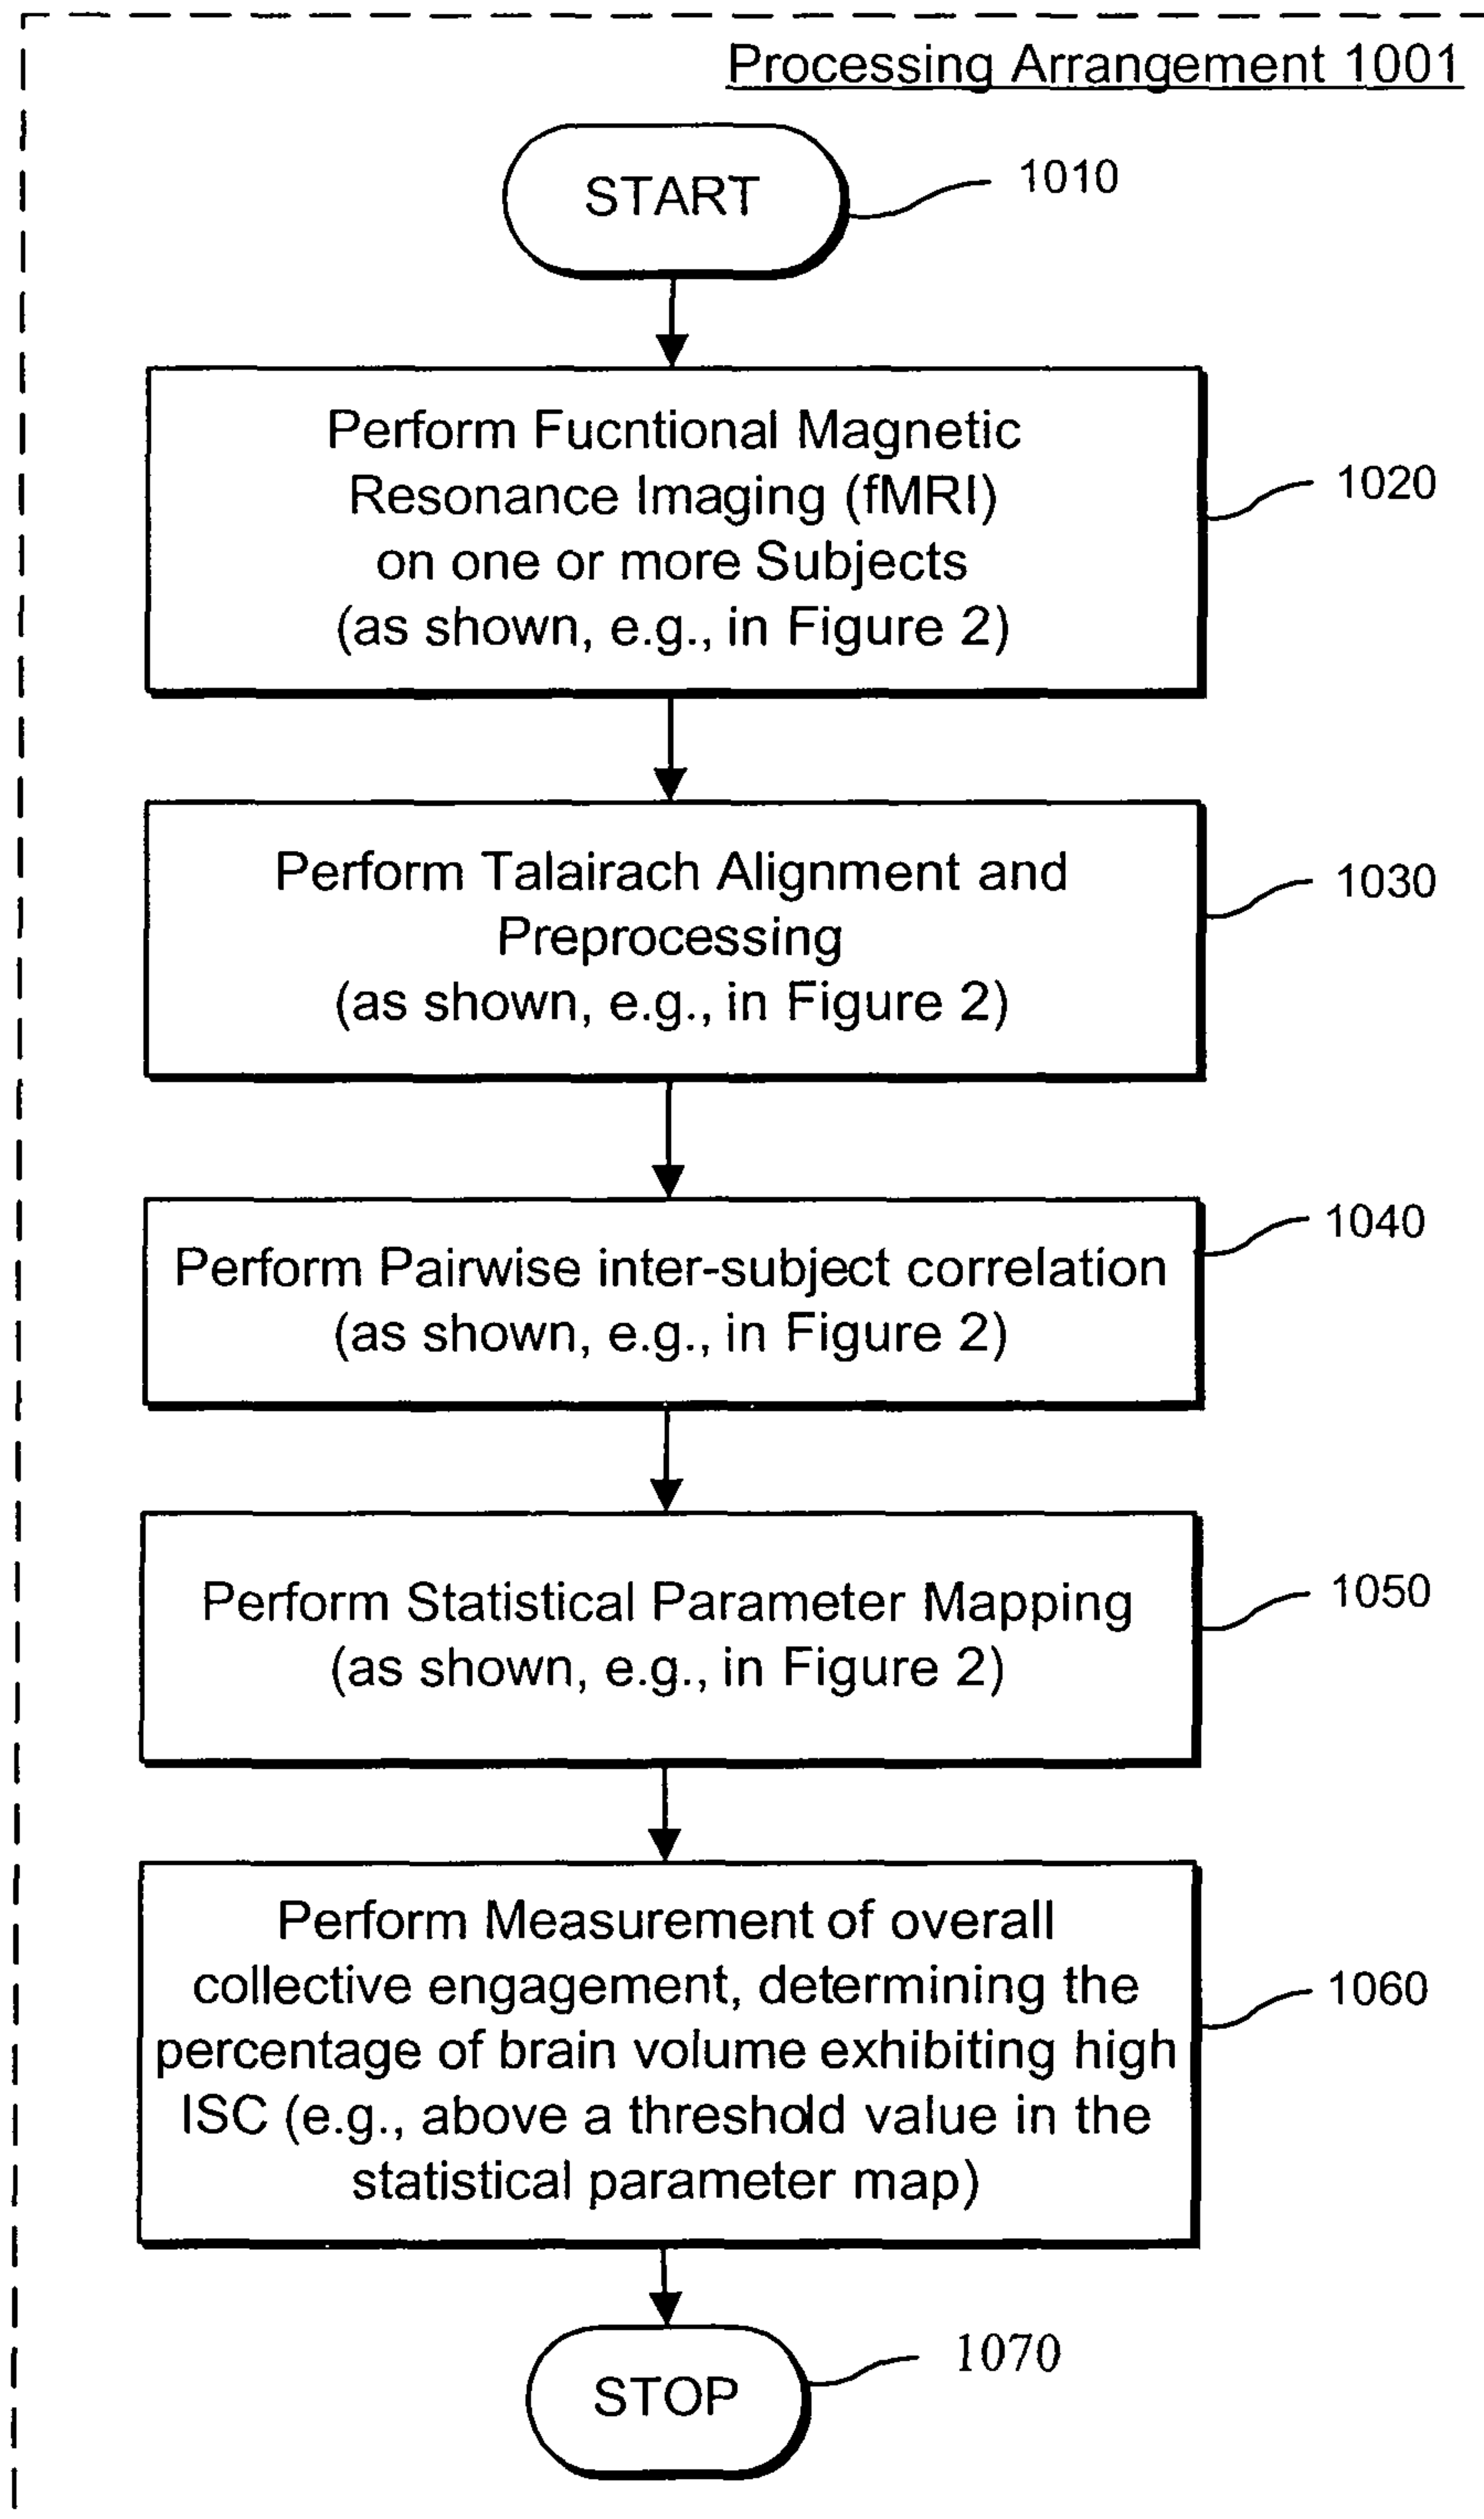 Processing Arrangement 1001
START
1010
Perform Fucntional Magnetic
Resonance Imaging (fMRI)
on one or more Subjects
(as shown, e.g., in Figure 2)
1020
Perform Talairach Alignment and
Preprocessing
(as shown, e.g., in Figure 2)
1030
Perform Pairwise inter-subject correlation
(as shown, e.g., in Figure 2)
1040
Perform Statistical Parameter Mapping
(as shown, e.g., in Figure 2)
1050
Perform Measurement of overall
collective engagement, determining the
percentage of brain volume exhibiting high
ISC (e.g., above a threshold value in the
statistical parameter map)
1060
STOP
1070